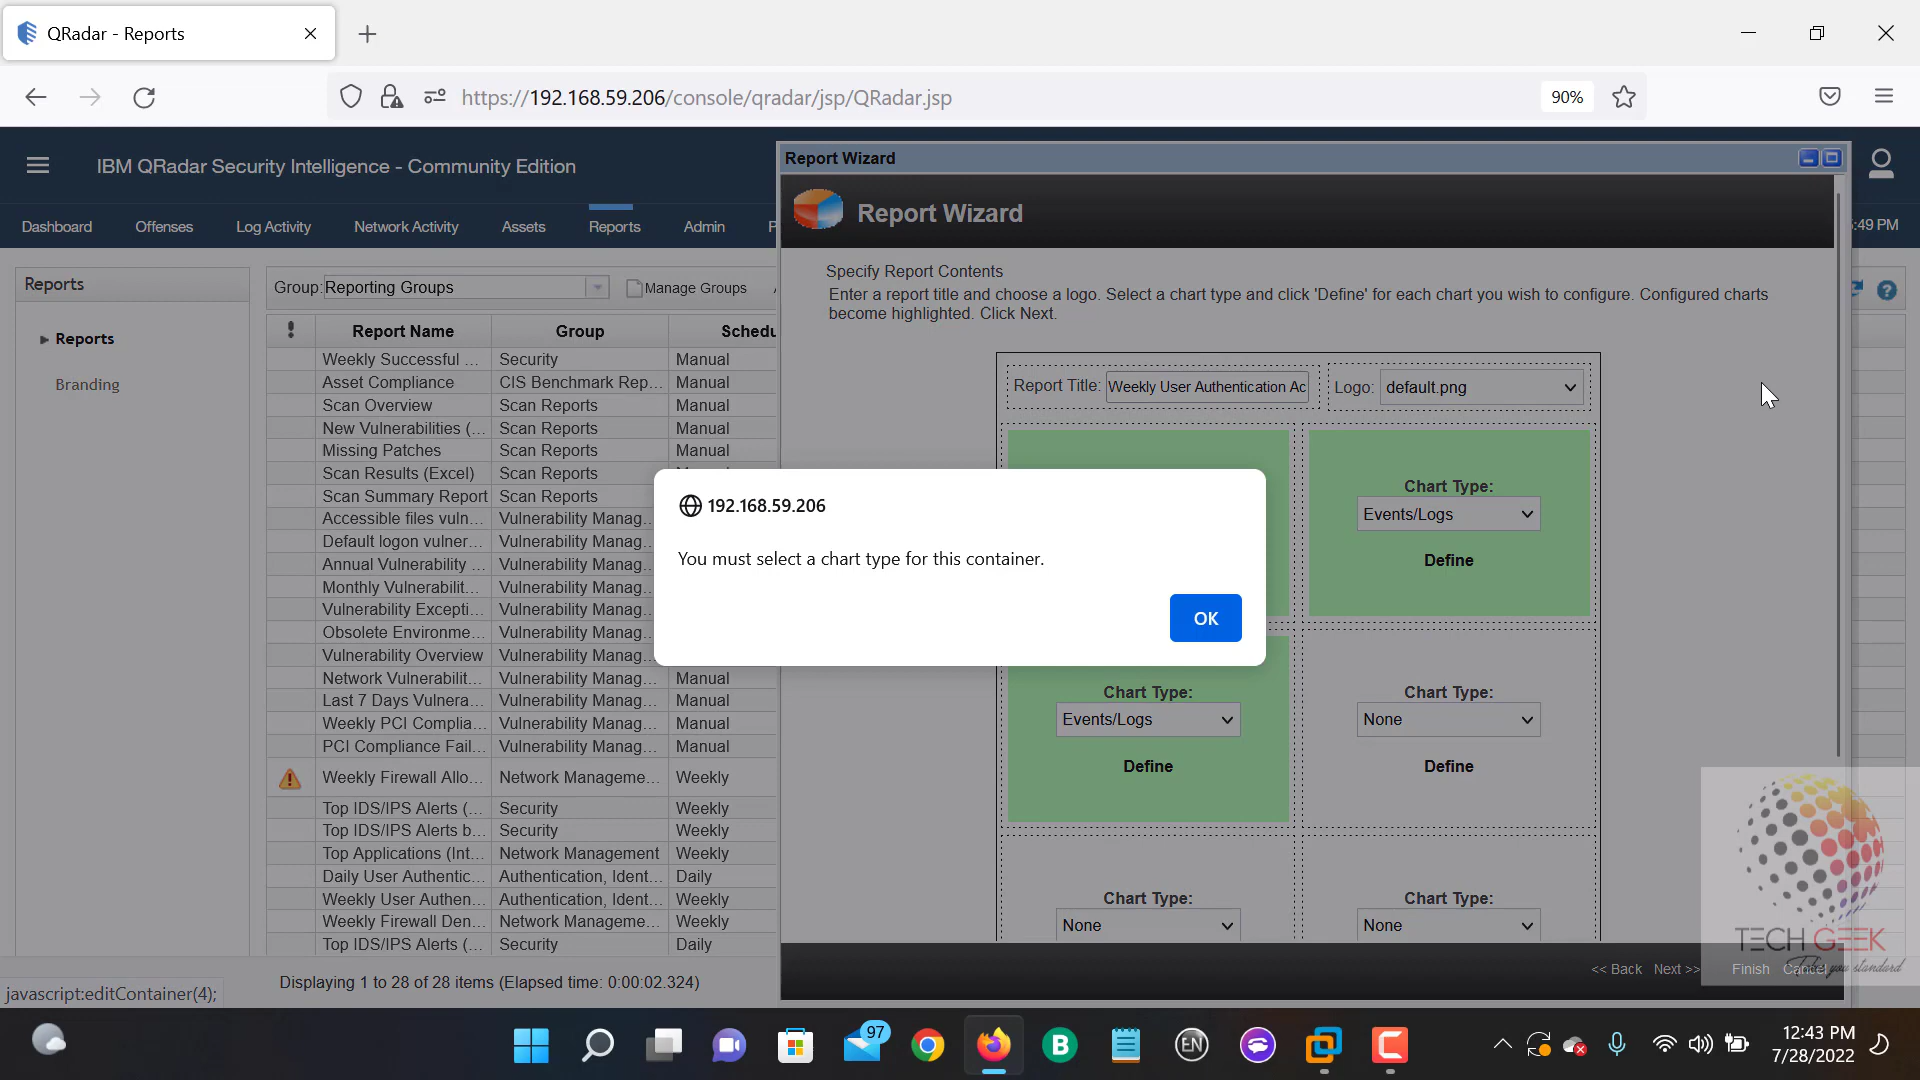 QRadar - Reports
https://192.168.59.206/console/qradar/jsp/QRadar.jsp
90%
IBM QRadar Security Intelligence - Community Edition
Dashboard
Offenses
Log Activity
Network Activity
Assets
Reports
Admin
P
:49 PM
Reports
Reports
Branding
Group:
Reporting Groups
Manage Groups
Report Name
Group
Schedu
Weekly Successful ... Security Manual
Asset Compliance CIS Benchmark Rep... Manual
Scan Overview Scan Reports Manual
New Vulnerabilities (... Scan Reports Manual
Missing Patches Scan Reports Manual
Scan Results (Excel) Scan Reports Manual
Scan Summary Report Scan Reports
Accessible files vuln... Vulnerability Manag...
Default logon vulner... Vulnerability Manag...
Annual Vulnerability ... Vulnerability Manag...
Monthly Vulnerabilit... Vulnerability Manag...
Vulnerability Excepti... Vulnerability Manag...
Obsolete Environme... Vulnerability Manag...
Vulnerability Overview Vulnerability Manag...
Network Vulnerabilit... Vulnerability Manag... Manual
Last 7 Days Vulnera... Vulnerability Manag... Manual
Weekly PCI Complia... Vulnerability Manag... Manual
PCI Compliance Fail... Vulnerability Manag... Manual
Weekly Firewall Allo... Network Manageme... Weekly
Top IDS/IPS Alerts (... Security Weekly
Top IDS/IPS Alerts b... Security Weekly
Top Applications (Int... Network Management Weekly
Daily User Authentic... Authentication, Ident... Daily
Weekly User Authen... Authentication, Ident... Weekly
Weekly Firewall Den... Network Manageme... Weekly
Top IDS/IPS Alerts (... Security Daily
Displaying 1 to 28 of 28 items (Elapsed time: 0:00:02.324)
javascript:editContainer(4);
Report Wizard
Report Wizard
Specify Report Contents
Enter a report title and choose a logo. Select a chart type and click 'Define' for each chart you wish to configure. Configured charts
become highlighted. Click Next.
Report Title: Weekly User Authentication Ac
Logo: default.png
Chart Type:
Events/Logs
Define
192.168.59.206
You must select a chart type for this container.
OK
Chart Type:
Events/Logs
Define
Chart Type:
None
Define
Chart Type:
None
Chart Type:
None
<< Back
Next >>
Finish
Cancel
TECH GEEK
97
B
EN
12:43 PM
7/28/2022